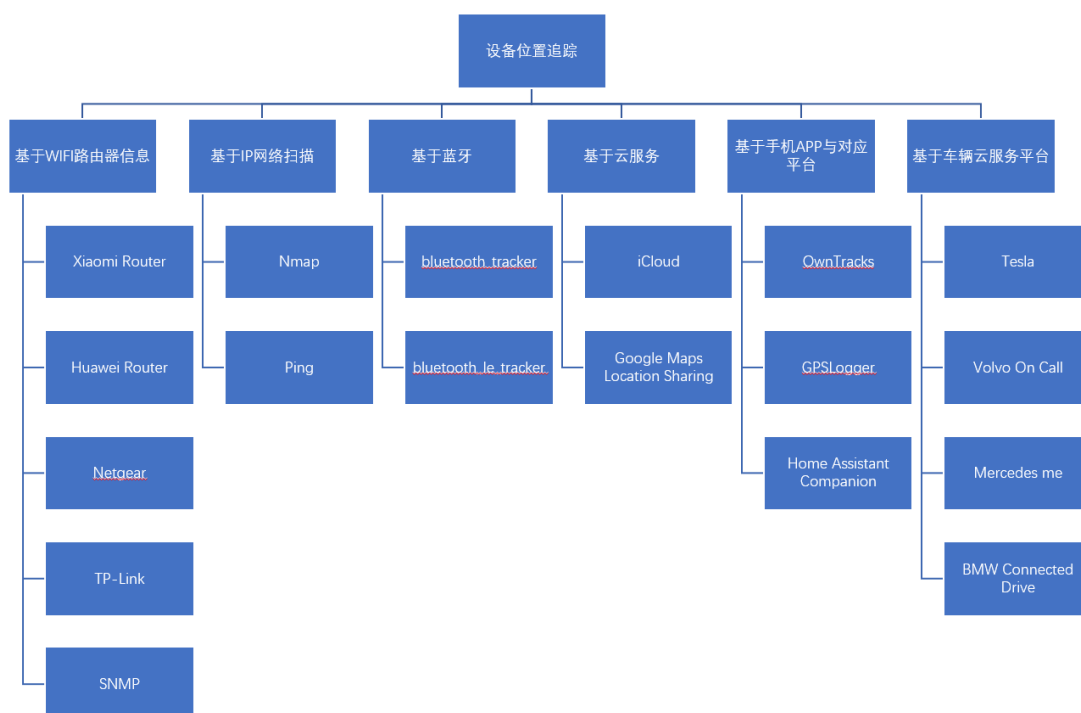 设备位置追踪
基于WIFI路由器信息
基于IP网络扫描
基于蓝牙
基于云服务
基于手机APP与对应
平台
基于车辆云服务平台
Xiaomi Router
Nmap
bluetooth_tracker
iCloud
OwnTracks
Tesla
Huawei Router
Ping
bluetooth_le_tracker
Google Maps
Location Sharing
GPSLogger
Volvo On Call
Netgear
Home Assistant
Companion
Mercedes me
TP-Link
BMW Connected
Drive
SNMP